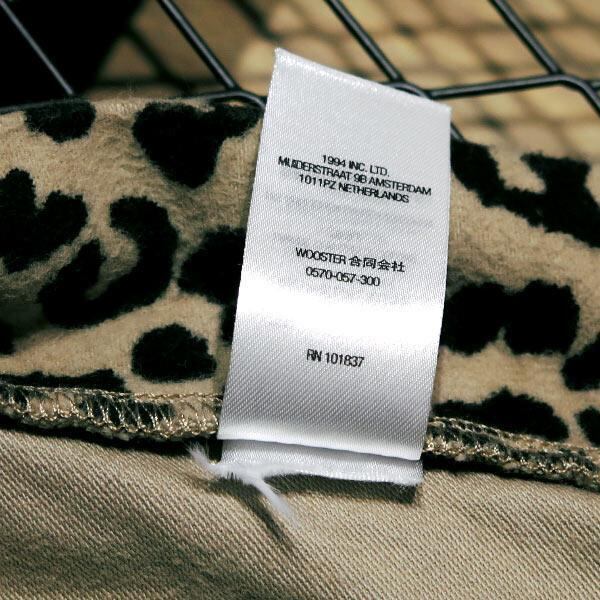 1994 INC. LTD.
MUIDERSTRAAT 9B AMSTERDAM
1011PZ NETHERLANDS
WOOSTER 合同会社
0570-057-300
RN 101837